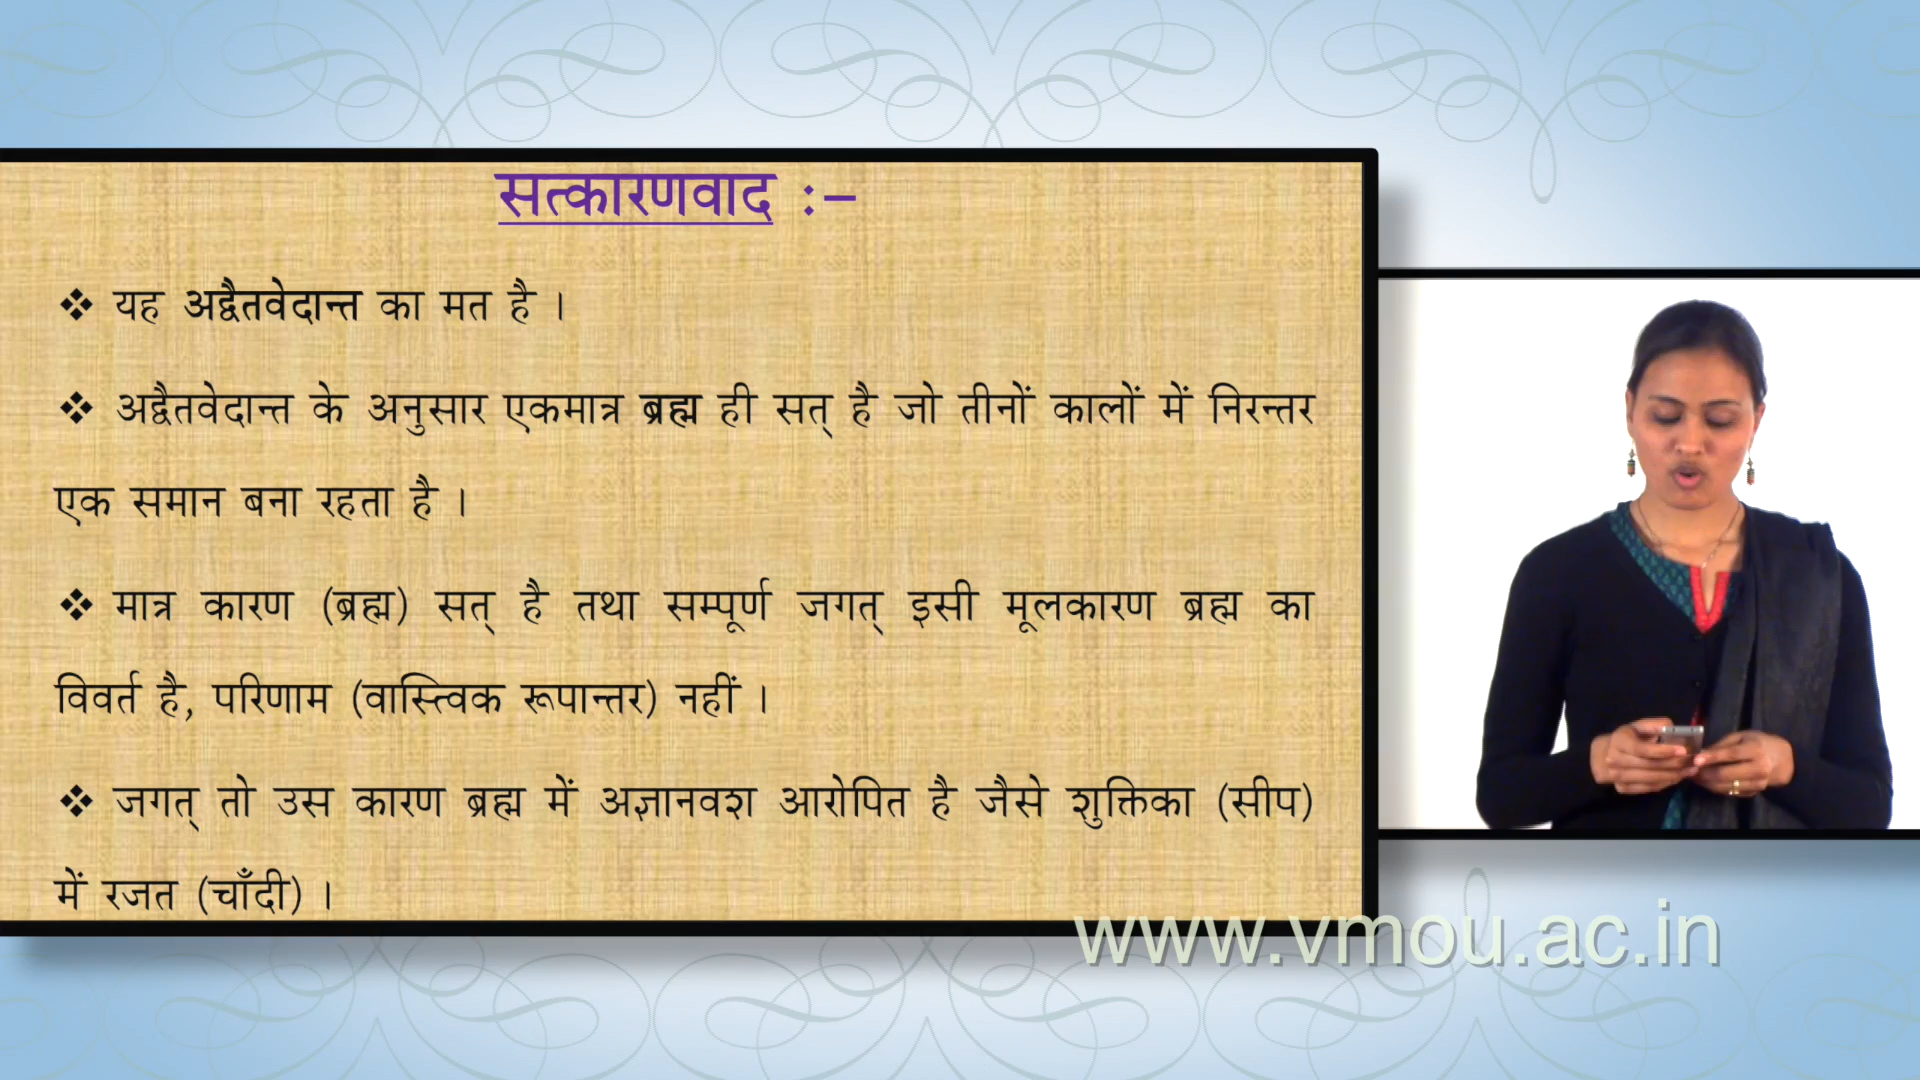 सत्कारणवाद :–
❖ यह अद्वैतवेदान्त का मत है ।
❖ अद्वैतवेदान्त के अनुसार एकमात्र ब्रह्म ही सत् है जो तीनों कालों में निरन्तर
एक समान बना रहता है ।
❖ मात्र कारण (ब्रह्म) सत् है तथा सम्पूर्ण जगत् इसी मूलकारण ब्रह्म का
विवर्त है, परिणाम (वास्त्विक रूपान्तर) नहीं ।
❖ जगत् तो उस कारण ब्रह्म में अज्ञानवश आरोपित है जैसे शुक्तिका (सीप)
में रजत (चाँदी) ।
www.vmou.ac.in